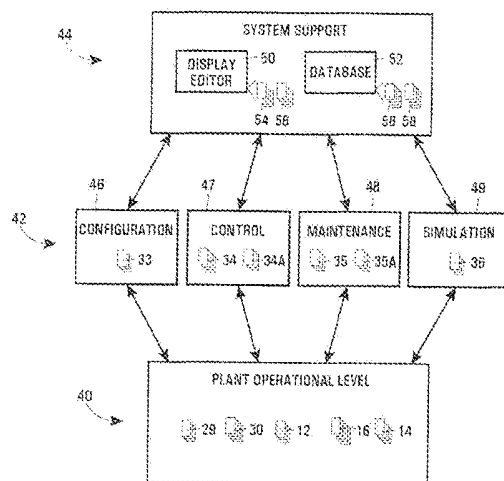 44
SYSTEM SUPPORT
50
52
DISPLAY EDITOR
DATABASE
54 56
58 59
46
47
48
49
42
CONFIGURATION
CONTROL
MAINTENANCE
SIMULATION
33
34 34A
35 35A
36
PLANT OPERATIONAL LEVEL
40
29 30 12 16 14